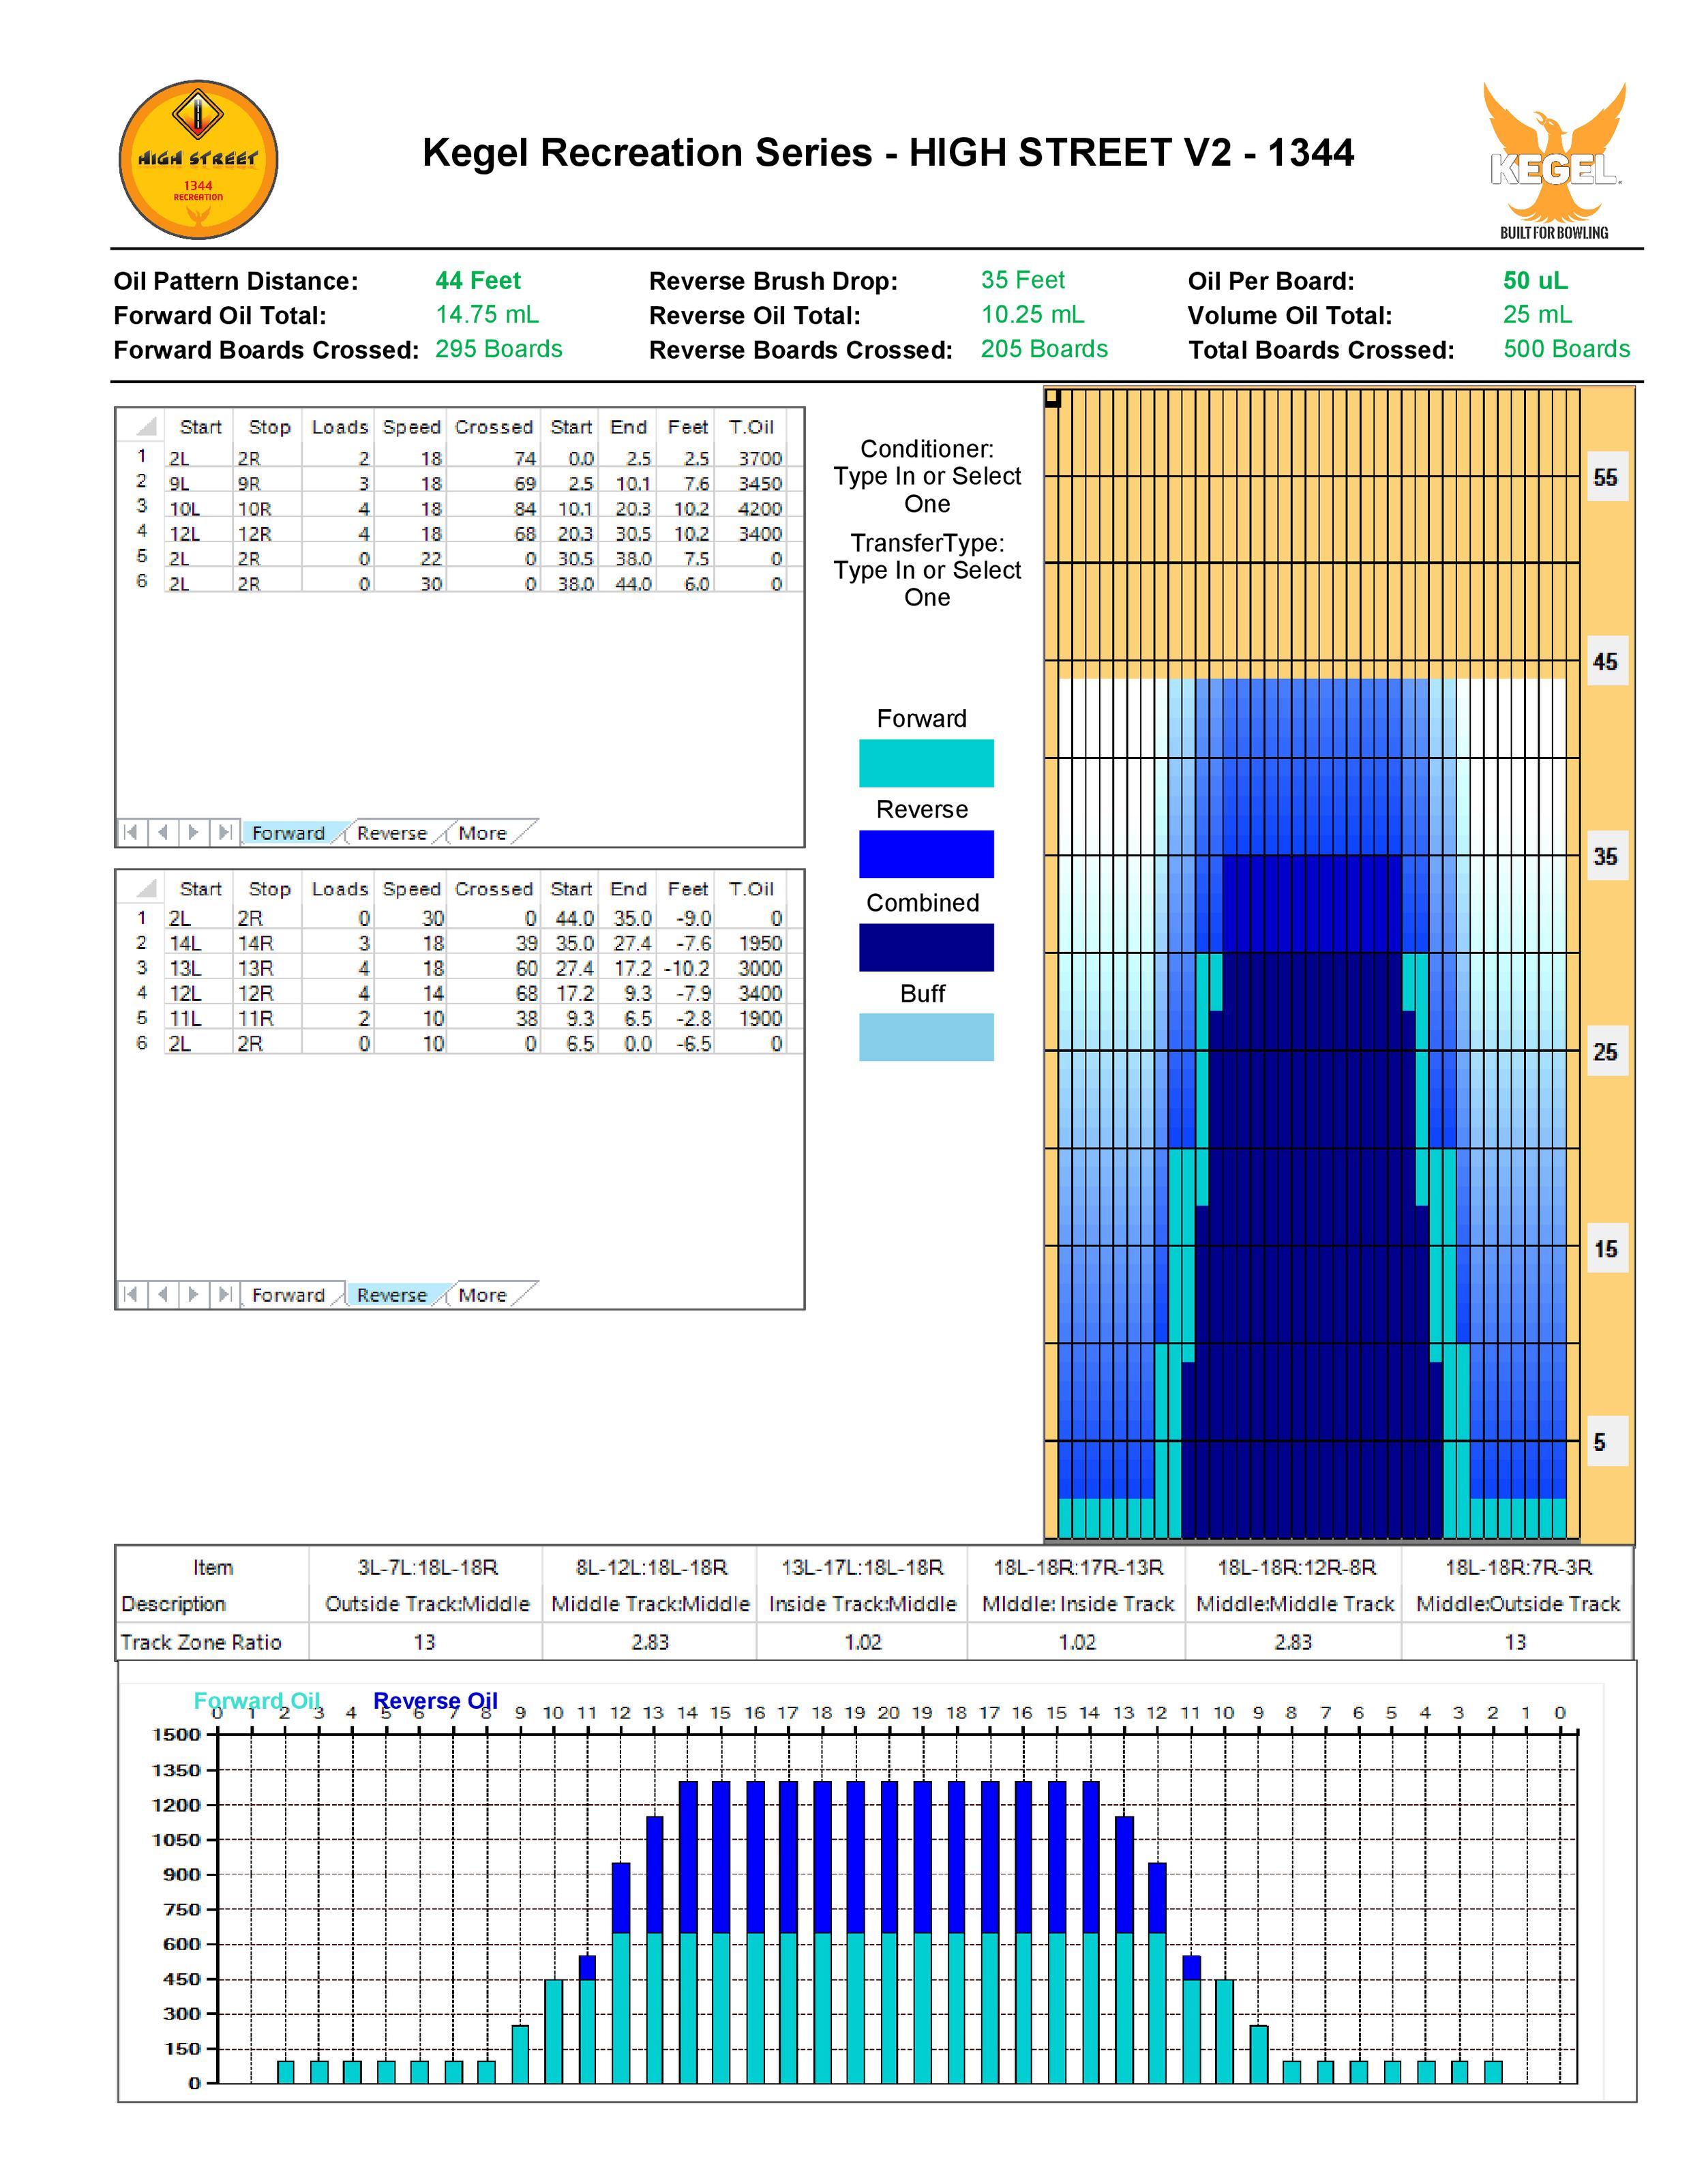 HIGH STREET
1344
RECREATION
Kegel Recreation Series - HIGH STREET V2 - 1344
KEGEL
BUILT FOR BOWLING
Oil Pattern Distance: 44 Feet Reverse Brush Drop: 35 Feet Oil Per Board: 50 uL
Forward Oil Total: 14.75 mL Reverse Oil Total: 10.25 mL Volume Oil Total: 25 mL
Forward Boards Crossed: 295 Boards Reverse Boards Crossed: 205 Boards Total Boards Crossed: 500 Boards
Start Stop Loads Speed Crossed Start End Feet T.Oil
1 2L 2R 2 18 74 0.0 2.5 2.5 3700
2 9L 9R 3 18 69 2.5 10.1 7.6 3450
3 10L 10R 4 18 84 10.1 20.3 10.2 4200
4 12L 12R 4 18 68 20.3 30.5 10.2 3400
5 2L 2R 0 22 0 30.5 38.0 7.5 0
6 2L 2R 0 30 0 38.0 44.0 6.0 0
Forward Reverse More
Start Stop Loads Speed Crossed Start End Feet T.Oil
1 2L 2R 0 30 0 44.0 35.0 -9.0 0
2 14L 14R 3 18 39 35.0 27.4 -7.6 1950
3 13L 13R 4 18 60 27.4 17.2 -10.2 3000
4 12L 12R 4 14 68 17.2 9.3 -7.9 3400
5 11L 11R 2 10 38 9.3 6.5 -2.8 1900
6 2L 2R 0 10 0 6.5 0.0 -6.5 0
Forward Reverse More
Conditioner:
Type In or Select
One
TransferType:
Type In or Select
One
Forward
Reverse
Combined
Buff
55
45
35
25
15
5
Item 3L-7L:18L-18R 8L-12L:18L-18R 13L-17L:18L-18R 18L-18R:17R-13R 18L-18R:12R-8R 18L-18R:7R-3R
Description Outside Track:Middle Middle Track:Middle Inside Track:Middle MIddle: Inside Track Middle:Middle Track Middle:Outside Track
Track Zone Ratio 13 2.83 1.02 1.02 2.83 13
Forward Oil Reverse Oil
0 1 2 3 4 5 6 7 8 9 10 11 12 13 14 15 16 17 18 19 20 19 18 17 16 15 14 13 12 11 10 9 8 7 6 5 4 3 2 1 0
1500
1350
1200
1050
900
750
600
450
300
150
0